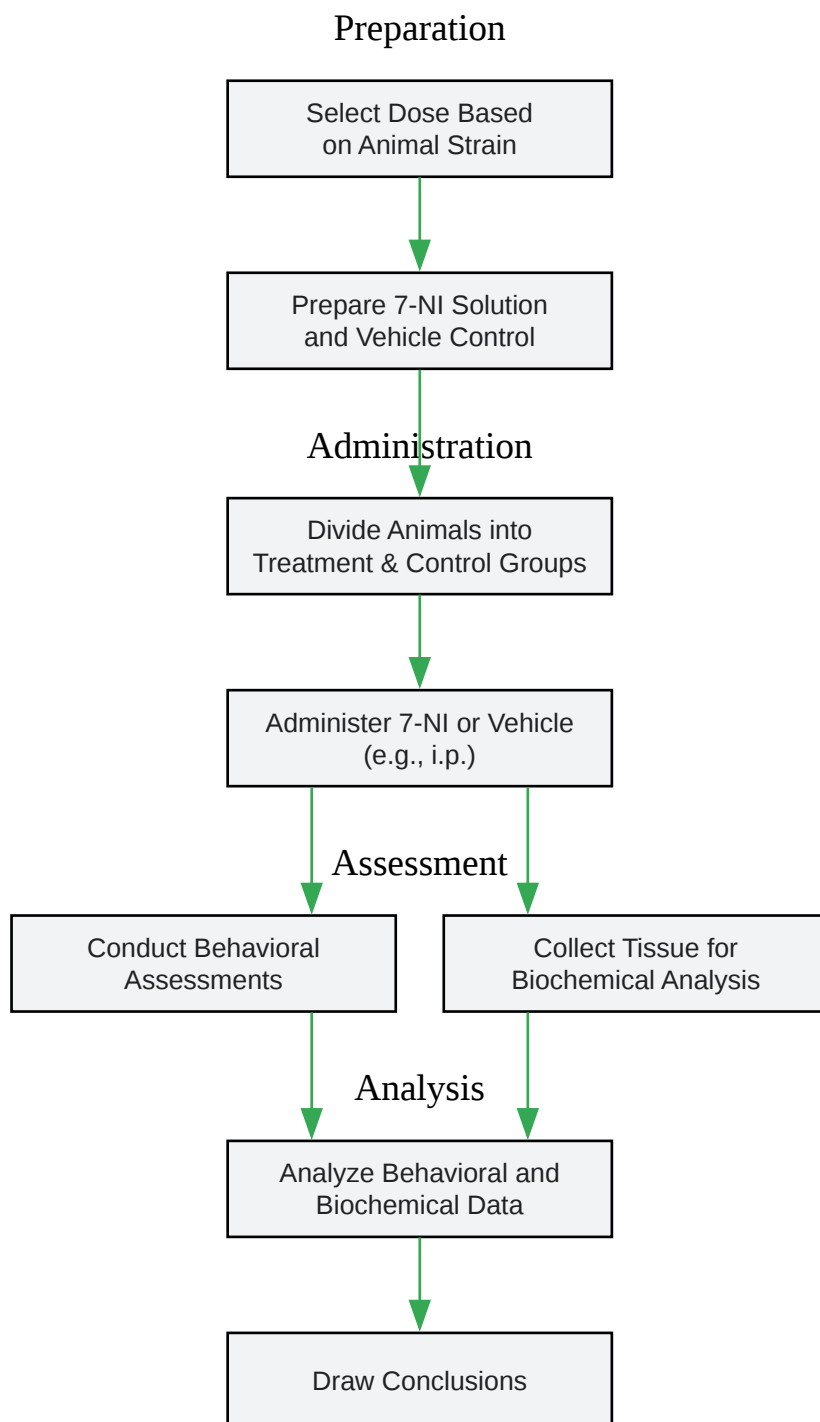 Preparation
Select Dose Based
on Animal Strain
Prepare 7-NI Solution
and Vehicle Control
Administration
Divide Animals into
Treatment & Control Groups
Administer 7-NI or Vehicle
(e.g., i.p.)
Assessment
Conduct Behavioral
Assessments
Collect Tissue for
Biochemical Analysis
Analysis
Analyze Behavioral and
Biochemical Data
Draw Conclusions